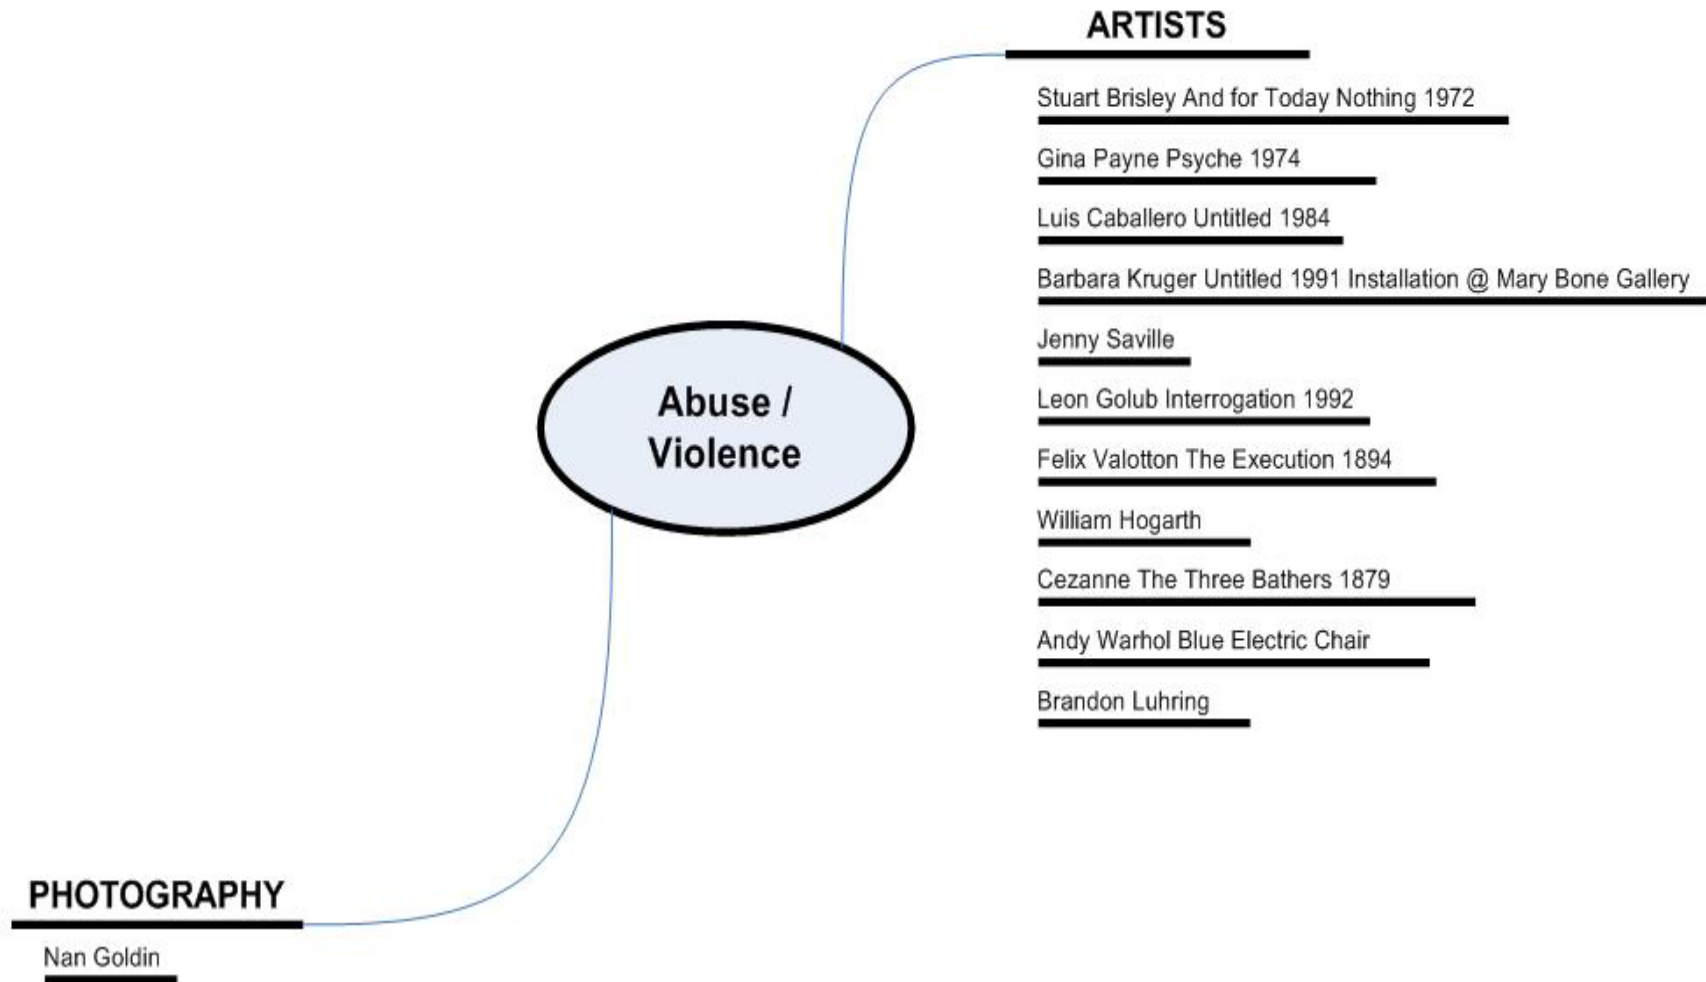 ARTISTS
Stuart Brisley And for Today Nothing 1972
Gina Payne Psyche 1974
Luis Caballero Untitled 1984
Barbara Kruger Untitled 1991 Installation @ Mary Bone Gallery
Jenny Saville
Leon Golub Interrogation 1992
Felix Valotton The Execution 1894
William Hogarth
Cezanne The Three Bathers 1879
Andy Warhol Blue Electric Chair
Brandon Luhring
Abuse /
Violence
PHOTOGRAPHY
Nan Goldin